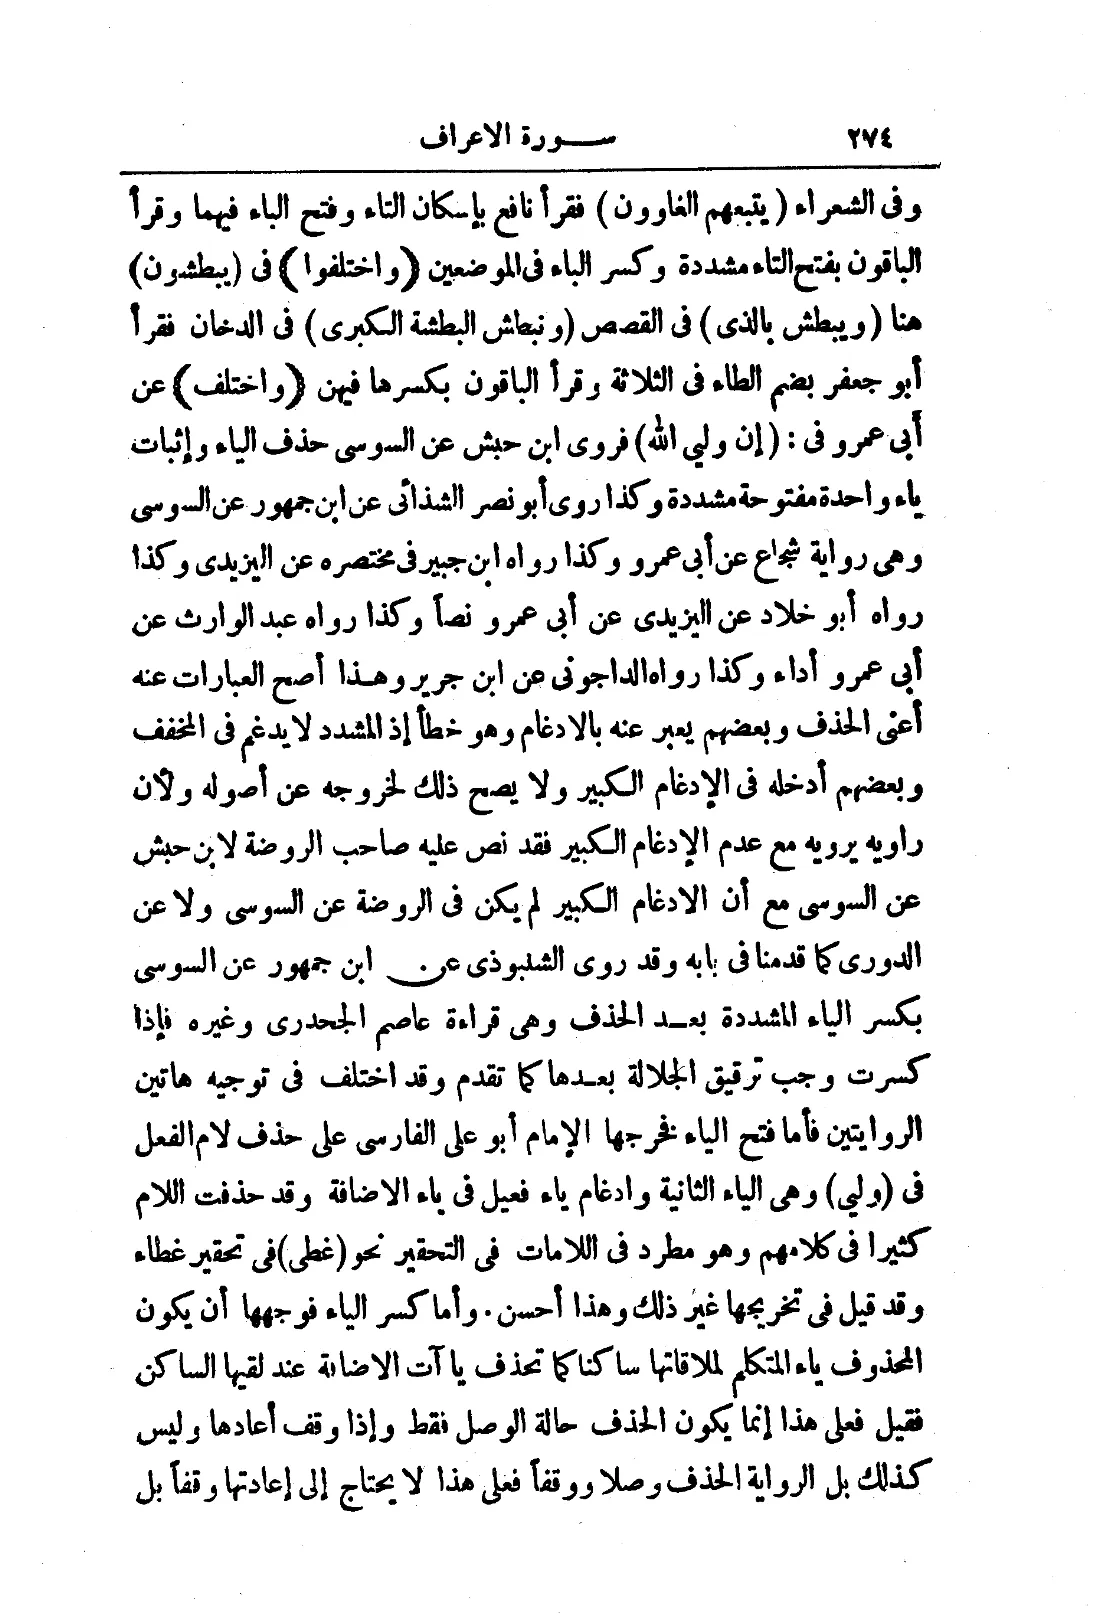 ٢٧٤ ســورة الاعراف
وفى الشعراء ( يتبعهم الغاوون ) فقرأ نافع بإسكان التاء وفتح الباء فيهما وقرأ
الباقون بفتح التاء مشددة وكسر الباء فى الموضعين (واختلفوا) فى (يبطشون)
هنا (ويبطش بالذى) فى القصص (ونبطش البطشة الكبرى) فى الدخان فقرأ
أبو جعفر بضم الطاء فى الثلاثة وقرأ الباقون بكسرها فيهن (واختلف) عن
أبى عمرو فى : (إن وليي الله) فروى ابن حبش عن السوسى حذف الياء وإثبات
ياء واحدة مفتوحة مشددة وكذا روى أبو نصر الشذائى عن ابن جمهور عن السوسى
وهى رواية شجاع عن أبى عمرو وكذا رواه ابن جبير فى مختصره عن اليزيدى وكذا
رواه أبو خلاد عن اليزيدى عن أبى عمرو نصاً وكذا رواه عبد الوارث عن
أبى عمرو أداء وكذا رواه الداجونى عن ابن جرير وهــذا أصح العبارات عنه
أعنى الحذف وبعضهم يعبر عنه بالادغام وهو خطأ إذ المشدد لا يدغم فى المخفف
وبعضهم أدخله فى الإدغام الكبير ولا يصح ذلك لخروجه عن أصوله ولأن
راويه يرويه مع عدم الإدغام الكبير فقد نص عليه صاحب الروضة لابن حبش
عن السوسى مع أن الادغام الكبير لم يكن فى الروضة عن السوسى ولا عن
الدورى كما قدمنا فى بابه وقد روى الشنبوذى عن ابن جمهور عن السوسى
بكسر الياء المشددة بعــد الحذف وهى قراءة عاصم الجحدرى وغيره فإذا
كسرت وجب ترقيق الجلالة بعــدها كما تقدم وقد اختلف فى توجيه هاتين
الروايتين فأما فتح الياء فخرجها الإمام أبو على الفارسى على حذف لام الفعل
فى (وليي) وهى الياء الثانية وادغام ياء فعيل فى ياء الاضافة وقد حذفت اللام
كثيرا فى كلامهم وهو مطرد فى اللامات فى التحقير نحو (غطى) فى تحقير غطاء
وقد قيل فى تخريجها غير ذلك وهذا أحسن . وأما كسر الياء فوجهها أن يكون
المحذوف ياء المتكلم لملاقاتها ساكنا كما تحذف ياآت الاضافة عند لقيها الساكن
فقيل فعلى هذا إنما يكون الحذف حالة الوصل فقط وإذا وقف أعادها وليس
كذلك بل الرواية الحذف وصلا ووقفاً فعلى هذا لا يحتاج إلى إعادتها وقفاً بل